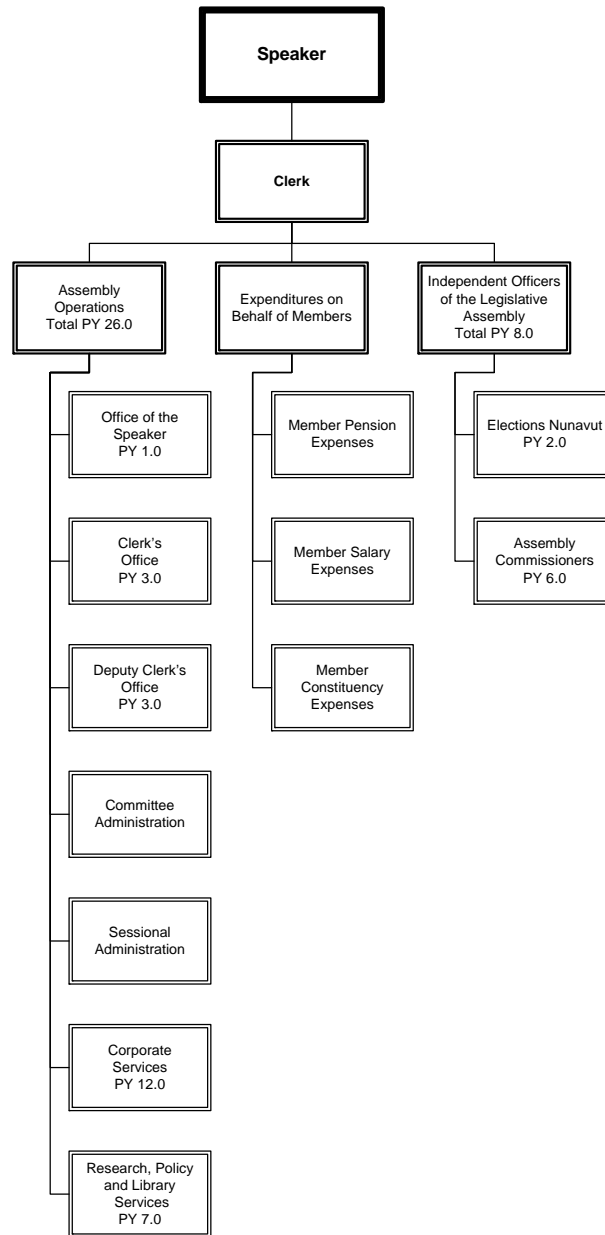 Speaker
Clerk
Assembly
Operations
Total PY 26.0
Expenditures on
Behalf of Members
Independent Officers
of the Legislative
Assembly
Total PY 8.0
Office of the
Speaker
PY 1.0
Clerk's
Office
PY 3.0
Deputy Clerk's
Office
PY 3.0
Committee
Administration
Sessional
Administration
Corporate
Services
PY 12.0
Research, Policy
and Library
Services
PY 7.0
Member Pension
Expenses
Member Salary
Expenses
Member
Constituency
Expenses
Elections Nunavut
PY 2.0
Assembly
Commissioners
PY 6.0